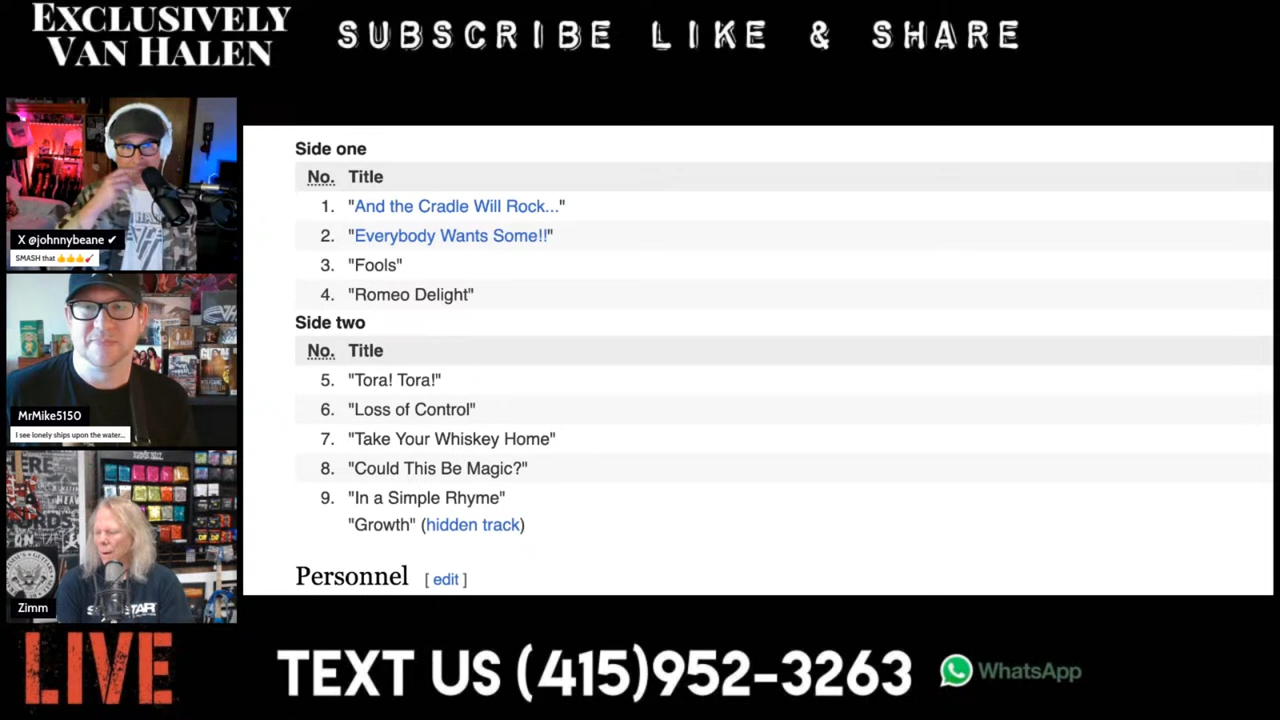 EXCLUSIVELY
VAN HALEN
SUBSCRIBE LIKE & SHARE
X @johnnybeane ✔
SMASH that 👍👍👍🎸
MrMike5150
I see lonely ships upon the water...
Zimm
LIVE
Side one
No. Title
1. "And the Cradle Will Rock..."
2. "Everybody Wants Some!!"
3. "Fools"
4. "Romeo Delight"
Side two
No. Title
5. "Tora! Tora!"
6. "Loss of Control"
7. "Take Your Whiskey Home"
8. "Could This Be Magic?"
9. "In a Simple Rhyme"
"Growth" (hidden track)
Personnel [ edit ]
TEXT US (415)952-3263
WhatsApp